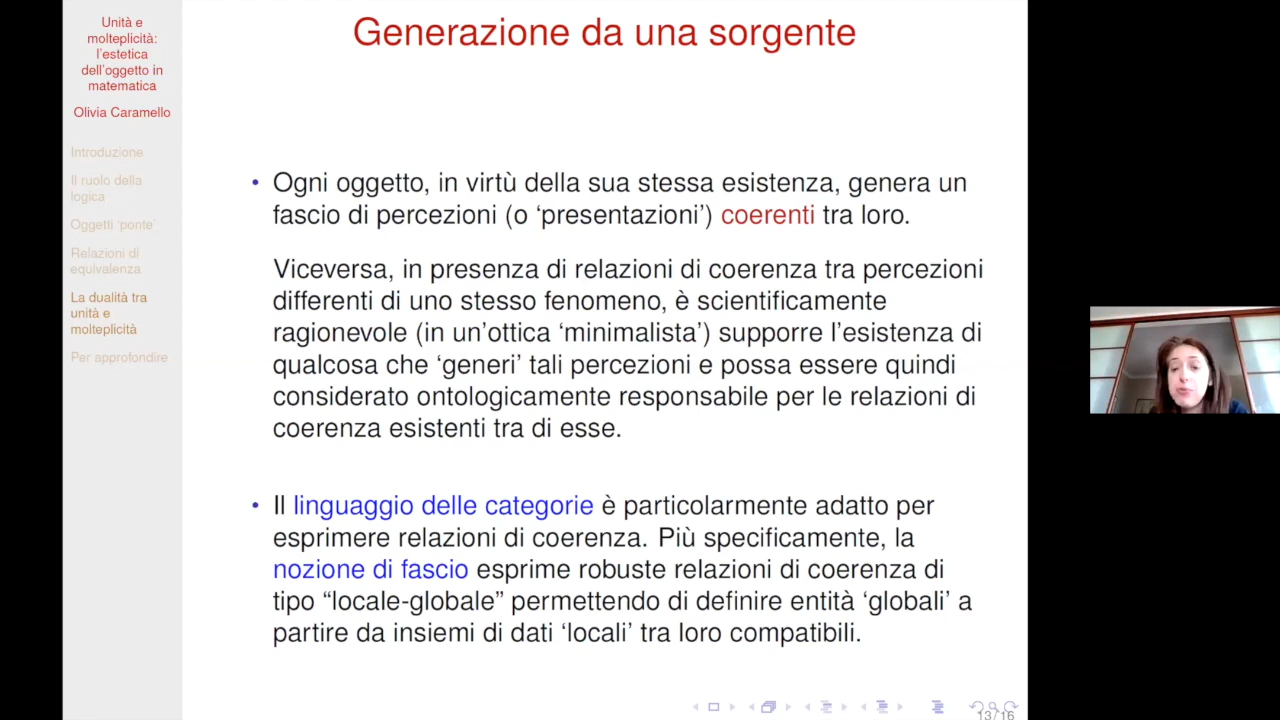 Unità e
molteplicità:
l'estetica
dell'oggetto in
matematica
Olivia Caramello
Introduzione
Il ruolo della
logica
Oggetti 'ponte'
Relazioni di
equivalenza
La dualità tra
unità e
molteplicità
Per approfondire
Generazione da una sorgente
• Ogni oggetto, in virtù della sua stessa esistenza, genera un
fascio di percezioni (o 'presentazioni') coerenti tra loro.
Viceversa, in presenza di relazioni di coerenza tra percezioni
differenti di uno stesso fenomeno, è scientificamente
ragionevole (in un'ottica 'minimalista') supporre l'esistenza di
qualcosa che 'generi' tali percezioni e possa essere quindi
considerato ontologicamente responsabile per le relazioni di
coerenza esistenti tra di esse.
• Il linguaggio delle categorie è particolarmente adatto per
esprimere relazioni di coerenza. Più specificamente, la
nozione di fascio esprime robuste relazioni di coerenza di
tipo “locale-globale” permettendo di definire entità 'globali' a
partire da insiemi di dati 'locali' tra loro compatibili.
13/16